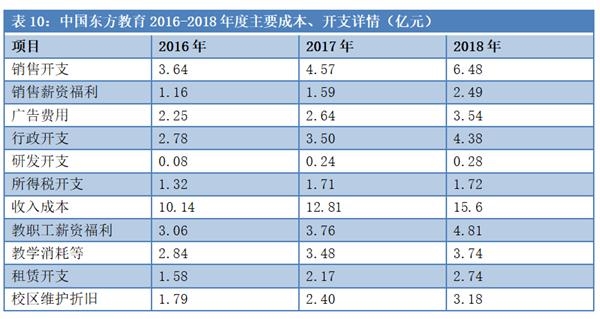 表 10：中国东方教育 2016-2018 年度主要成本、开支详情（亿元）
项目 2016 年 2017 年 2018 年
销售开支 3.64 4.57 6.48
销售薪资福利 1.16 1.59 2.49
广告费用 2.25 2.64 3.54
行政开支 2.78 3.50 4.38
研发开支 0.08 0.24 0.28
所得税开支 1.32 1.71 1.72
收入成本 10.14 12.81 15.6
教职工薪资福利 3.06 3.76 4.81
教学消耗等 2.84 3.48 3.74
租赁开支 1.58 2.17 2.74
校区维护折旧 1.79 2.40 3.18